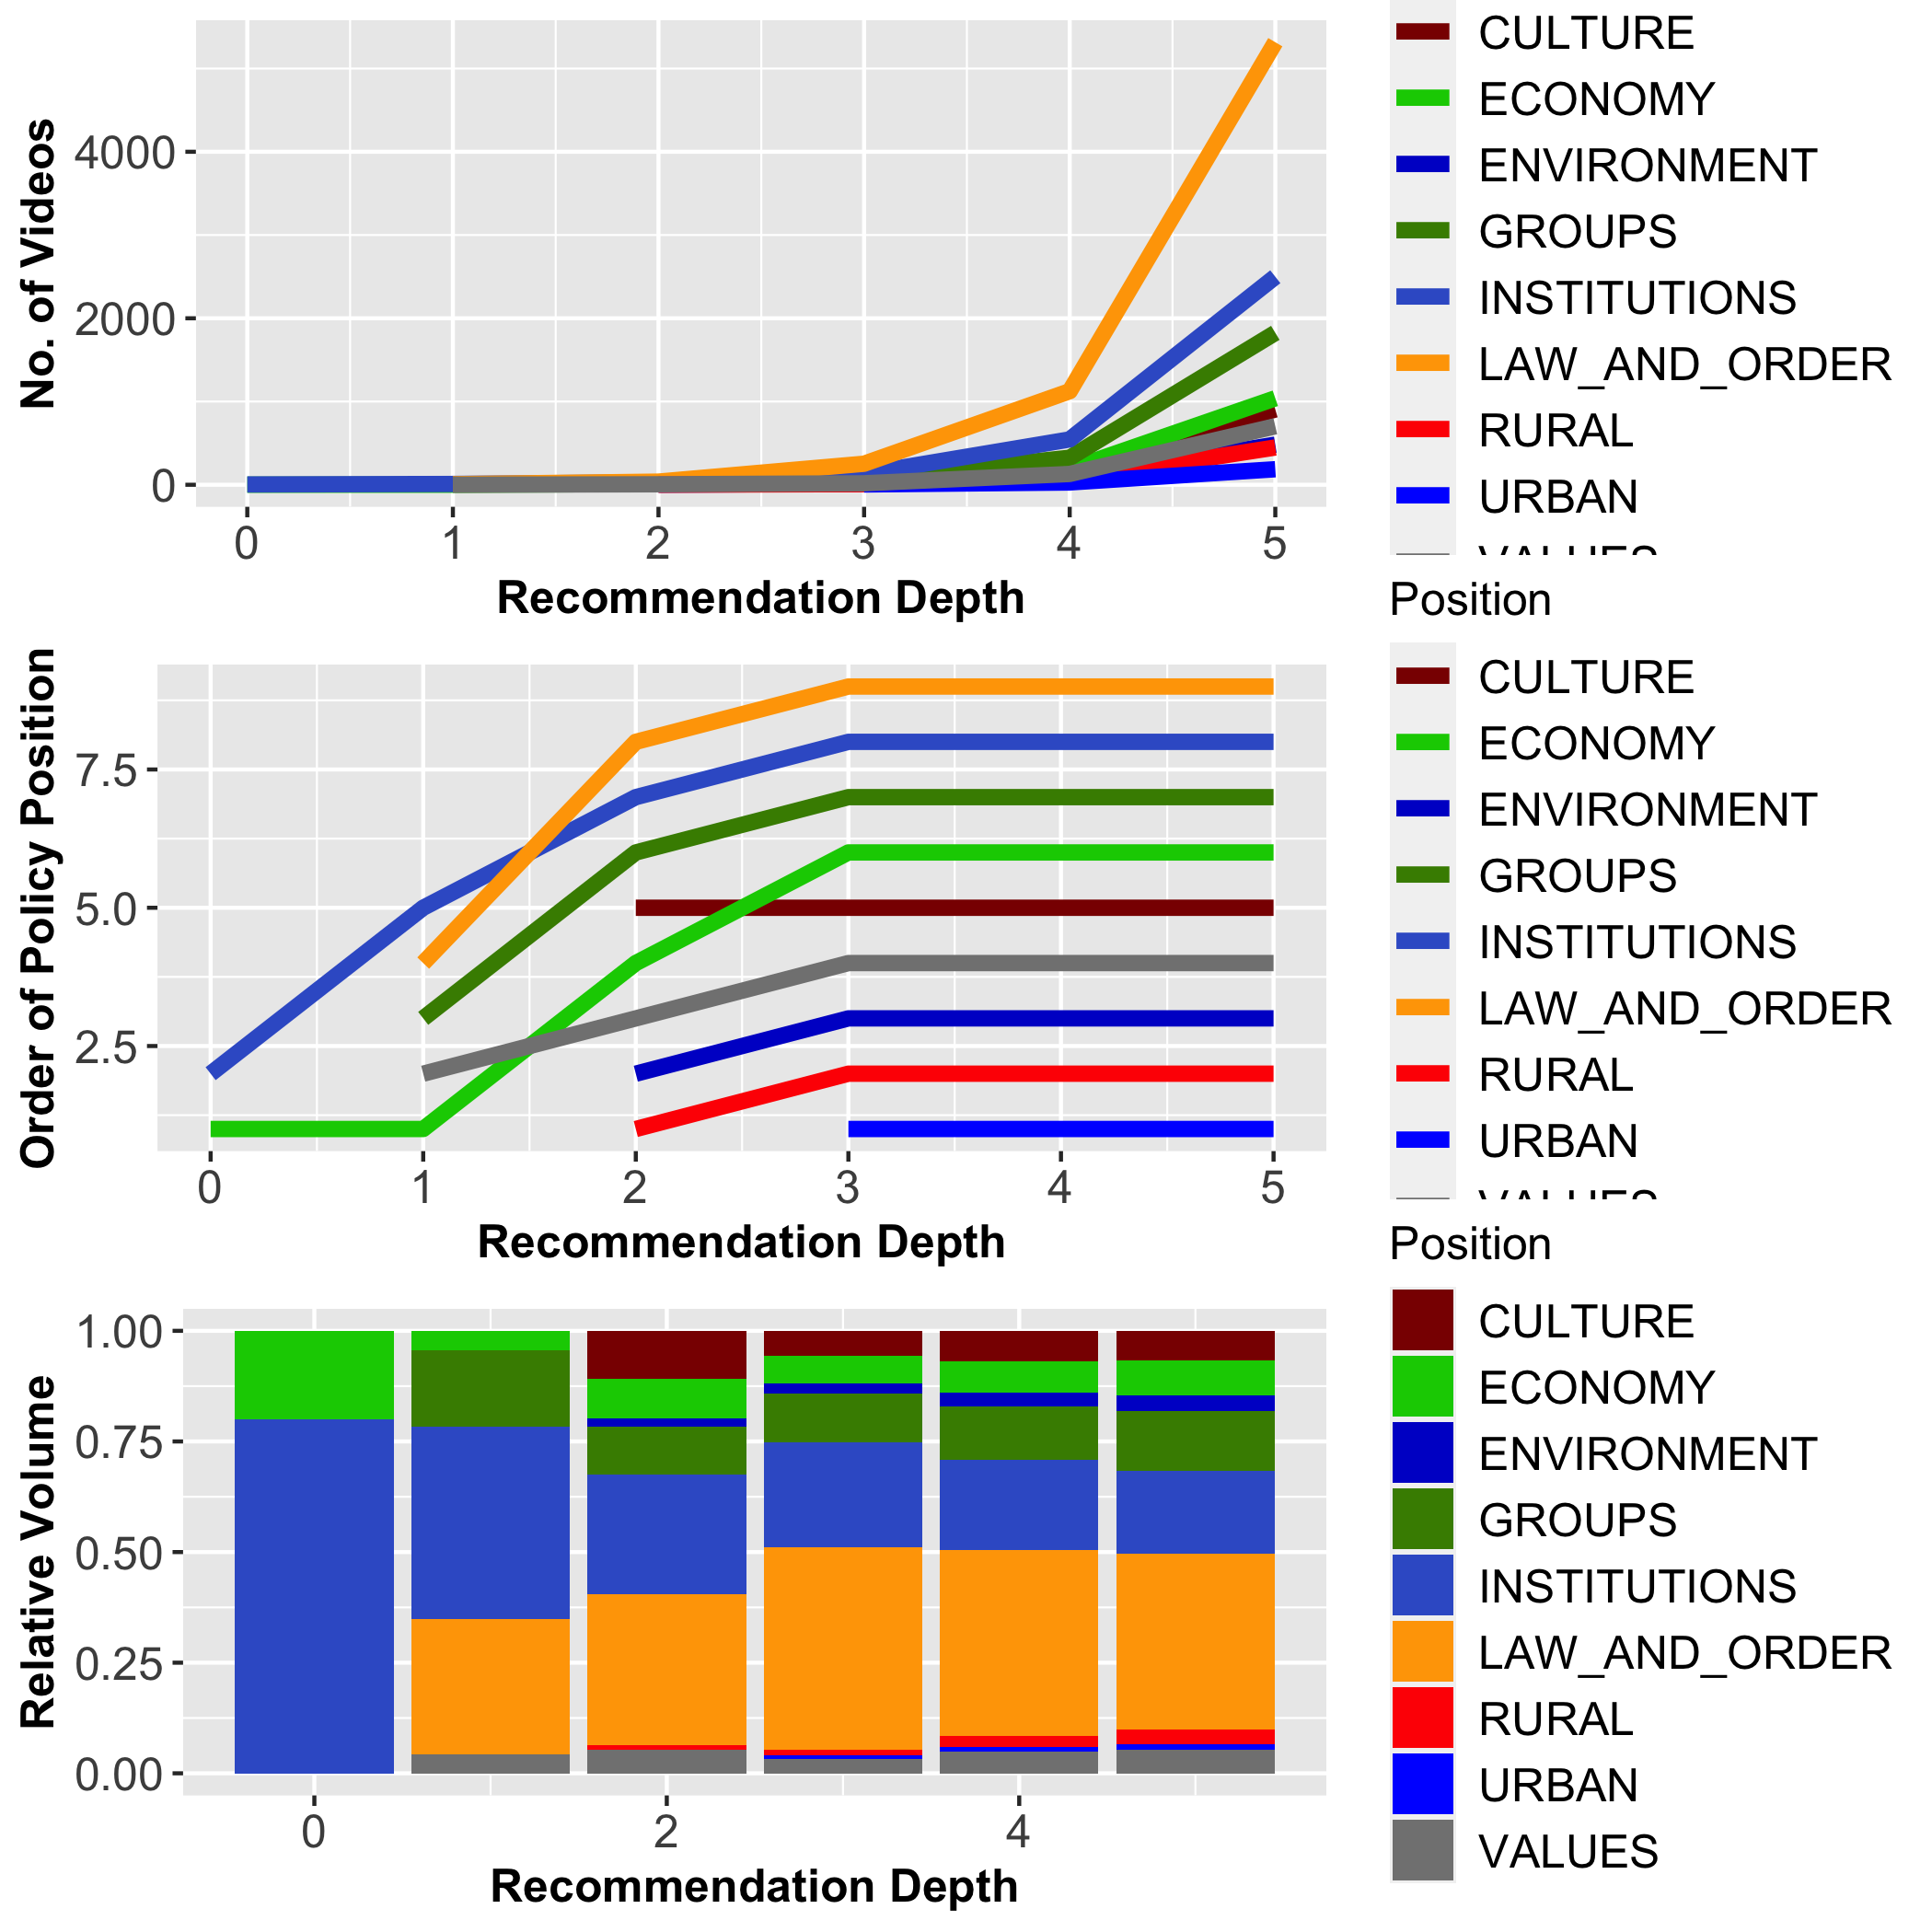 No. of Videos
4000
2000
0
0 1 2 3 4 5
Recommendation Depth
CULTURE
ECONOMY
ENVIRONMENT
GROUPS
INSTITUTIONS
LAW_AND_ORDER
RURAL
URBAN
VALUES
Order of Policy Position
7.5
5.0
2.5
0 1 2 3 4 5
Recommendation Depth
Position
CULTURE
ECONOMY
ENVIRONMENT
GROUPS
INSTITUTIONS
LAW_AND_ORDER
RURAL
URBAN
VALUES
Relative Volume
1.00
0.75
0.50
0.25
0.00
0 2 4
Recommendation Depth
Position
CULTURE
ECONOMY
ENVIRONMENT
GROUPS
INSTITUTIONS
LAW_AND_ORDER
RURAL
URBAN
VALUES